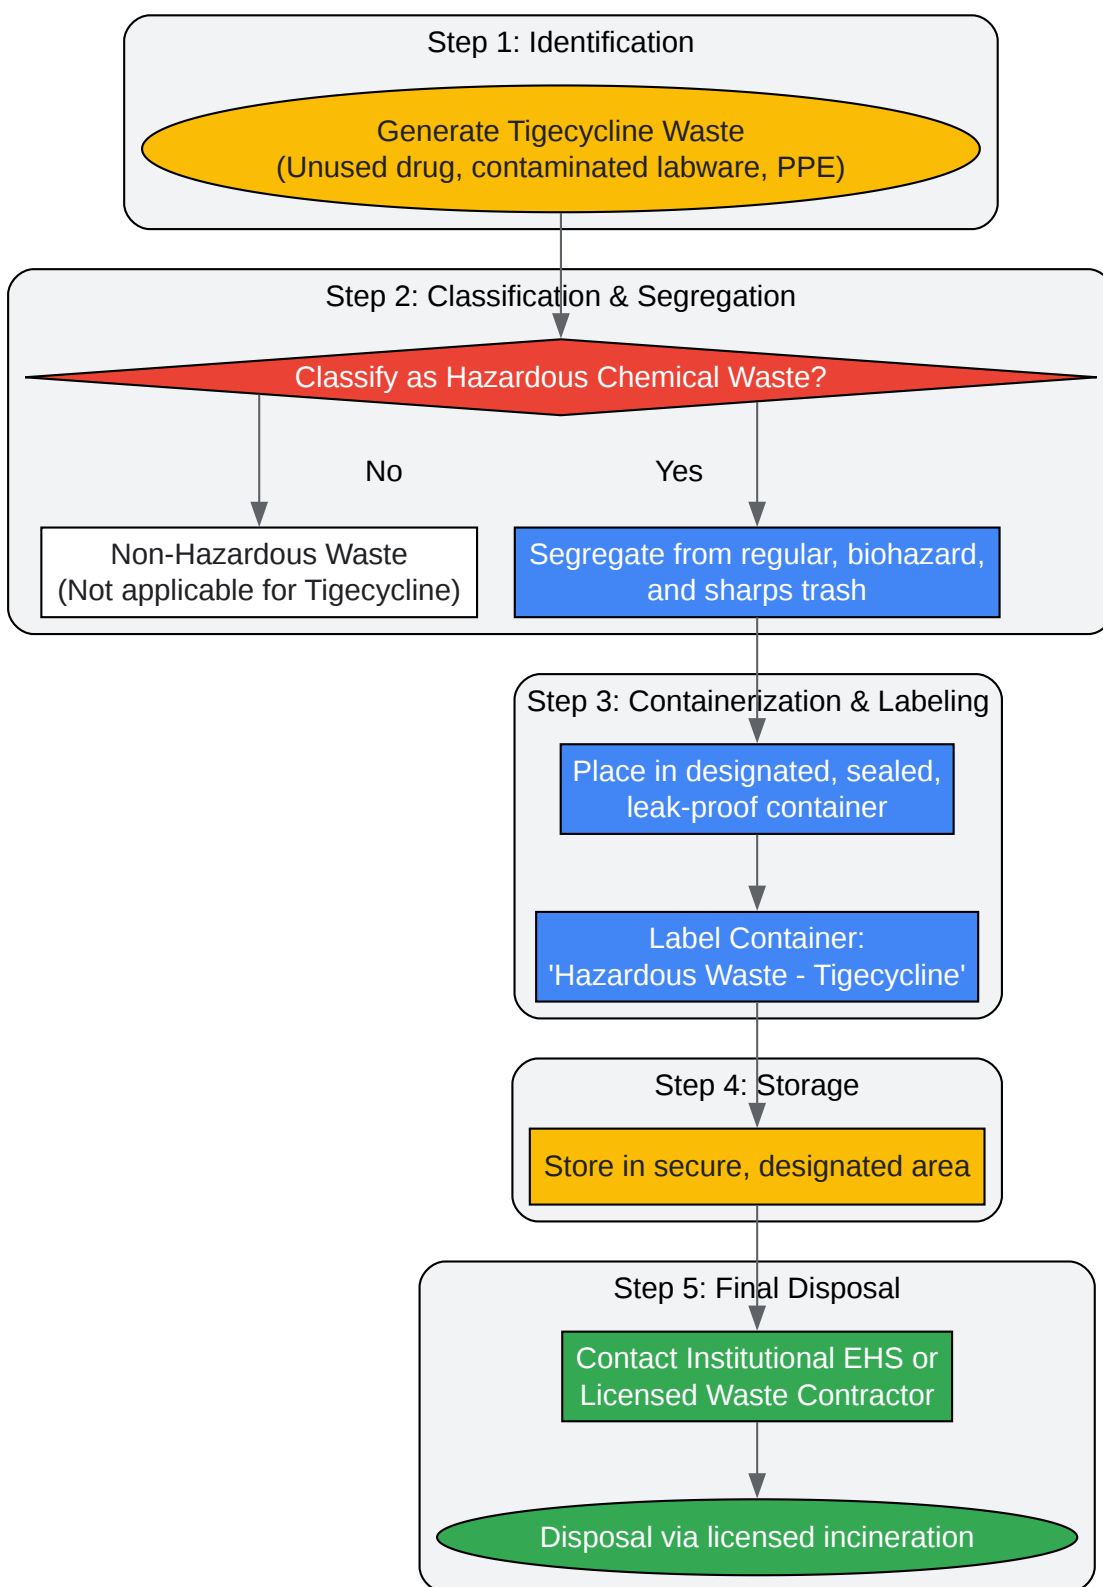 Step 1: Identification
Generate Tigecycline Waste
(Unused drug, contaminated labware, PPE)
Step 2: Classification & Segregation
Classify as Hazardous Chemical Waste?
No
Yes
Non-Hazardous Waste
(Not applicable for Tigecycline)
Segregate from regular, biohazard,
and sharps trash
Step 3: Containerization & Labeling
Place in designated, sealed,
leak-proof container
Label Container:
'Hazardous Waste - Tigecycline'
Step 4: Storage
Store in secure, designated area
Step 5: Final Disposal
Contact Institutional EHS or
Licensed Waste Contractor
Disposal via licensed incineration